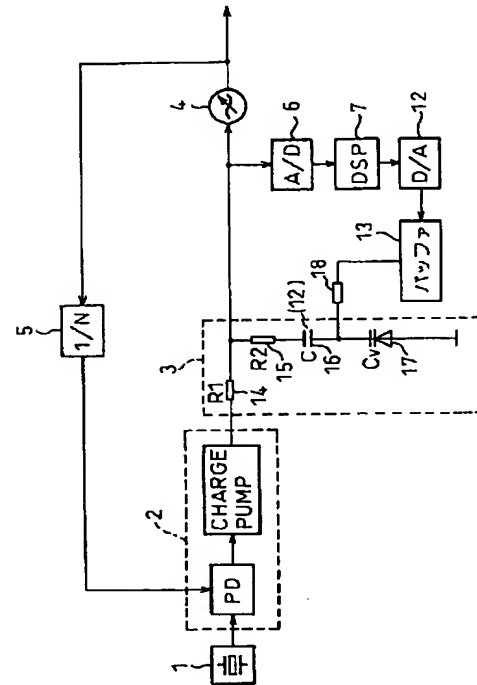 5
1/N
4
6
A/D
7
DSP
12
D/A
13
バッファ
18
3
R1
14
R2
15
C
(12)
16
Cv
17
2
CHARGE
PUMP
PD
1